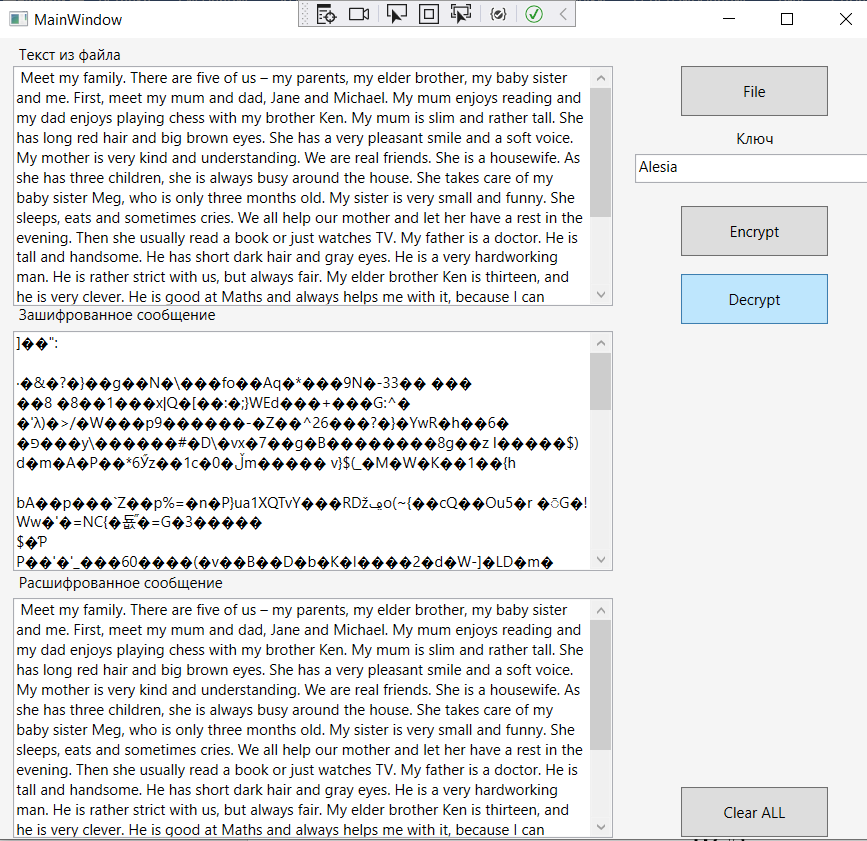 MainWindow
Текст из файла
Meet my family. There are five of us – my parents, my elder brother, my baby sister
and me. First, meet my mum and dad, Jane and Michael. My mum enjoys reading and
my dad enjoys playing chess with my brother Ken. My mum is slim and rather tall. She
has long red hair and big brown eyes. She has a very pleasant smile and a soft voice.
My mother is very kind and understanding. We are real friends. She is a housewife. As
she has three children, she is always busy around the house. She takes care of my
baby sister Meg, who is only three months old. My sister is very small and funny. She
sleeps, eats and sometimes cries. We all help our mother and let her have a rest in the
evening. Then she usually read a book or just watches TV. My father is a doctor. He is
tall and handsome. He has short dark hair and gray eyes. He is a very hardworking
man. He is rather strict with us, but always fair. My elder brother Ken is thirteen, and
he is very clever. He is good at Maths and always helps me with it, because I can
File
Ключ
Alesia
Encrypt
Decrypt
Зашифрованное сообщение
]��":
·�&�?�}��g��N�\���fo��Aq�*���9N�-33�� ���
��8 �8��1���x|Q�[��:�;}WEd���+���G:^�
�'λ)�>/�W���p9������-�Z��^26���?�}�YwR�h��6�
Расшифрованное сообщение
Meet my family. There are five of us – my parents, my elder brother, my baby sister
and me. First, meet my mum and dad, Jane and Michael. My mum enjoys reading and
my dad enjoys playing chess with my brother Ken. My mum is slim and rather tall. She
has long red hair and big brown eyes. She has a very pleasant smile and a soft voice.
My mother is very kind and understanding. We are real friends. She is a housewife. As
she has three children, she is always busy around the house. She takes care of my
baby sister Meg, who is only three months old. My sister is very small and funny. She
sleeps, eats and sometimes cries. We all help our mother and let her have a rest in the
evening. Then she usually read a book or just watches TV. My father is a doctor. He is
tall and handsome. He has short dark hair and gray eyes. He is a very hardworking
man. He is rather strict with us, but always fair. My elder brother Ken is thirteen, and
he is very clever. He is good at Maths and always helps me with it, because I can
Clear ALL